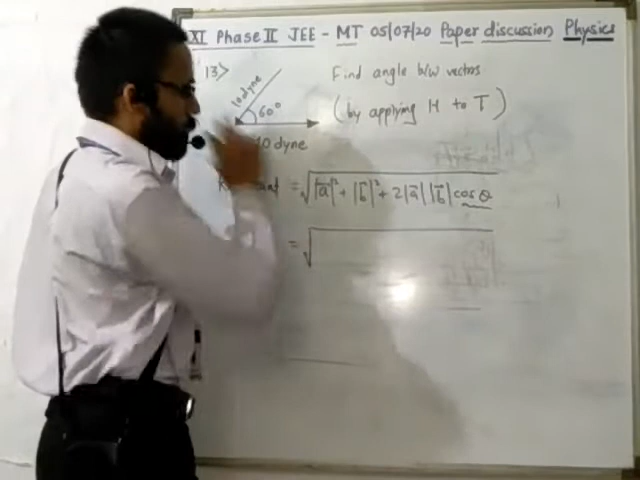 XI Phase II JEE - MT 05/07/20 Paper discussion Physics
13>
10 dyne
60°
10 dyne
Find angle b/w vectors
(by applying H to T)
= √|a⃗|² + |b⃗|² + 2|a⃗| |b⃗| cos θ
= √